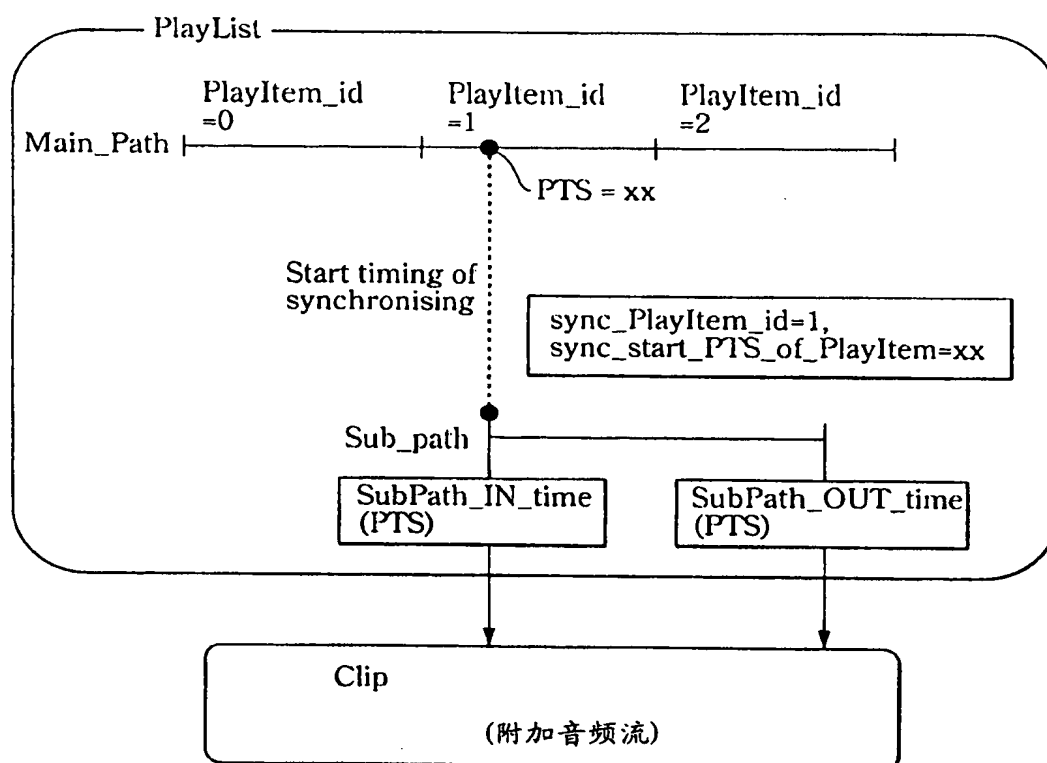 PlayList
PlayItem_id
=0
PlayItem_id
=1
PlayItem_id
=2
Main_Path
PTS = xx
Start timing of
synchronising
sync_PlayItem_id=1,
sync_start_PTS_of_PlayItem=xx
Sub_path
SubPath_IN_time
(PTS)
SubPath_OUT_time
(PTS)
Clip
(附加音频流)